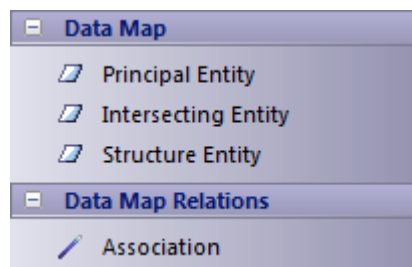 Data Map
Principal Entity
Intersecting Entity
Structure Entity
Data Map Relations
Association